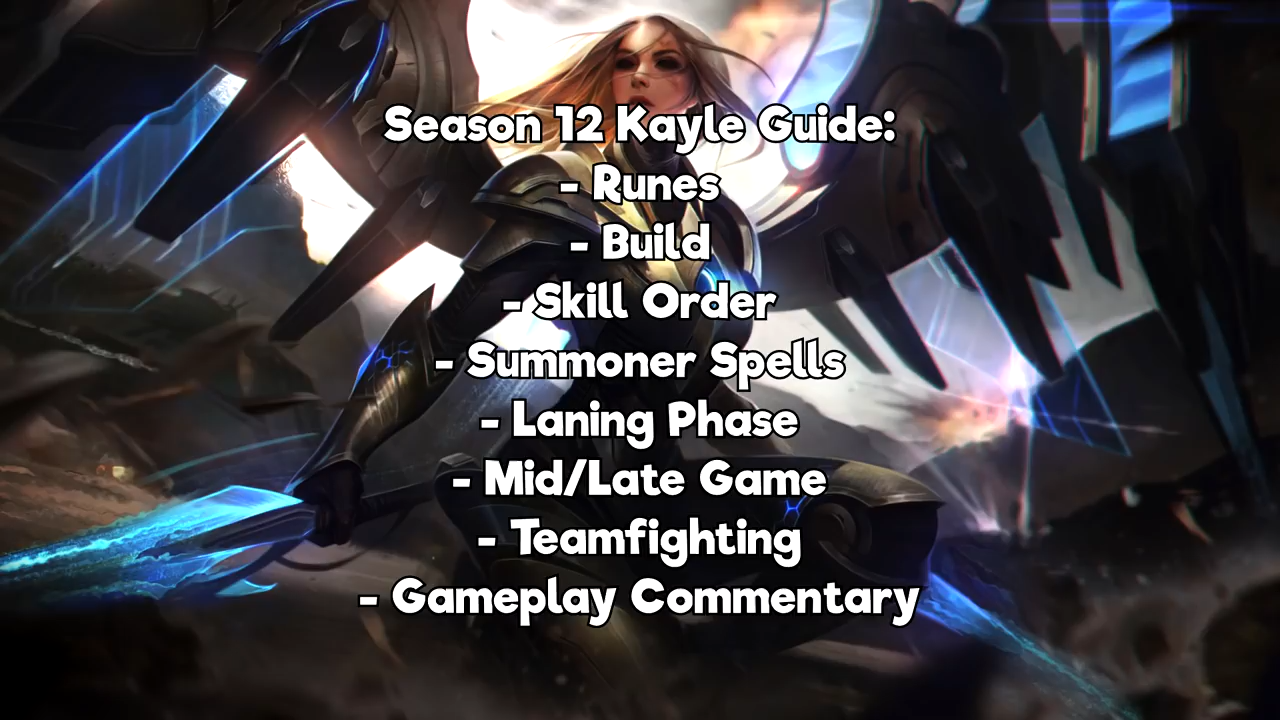 Season 12 Kayle Guide:
- Runes
- Build
- Skill Order
- Summoner Spells
- Laning Phase
- Mid/Late Game
- Teamfighting
- Gameplay Commentary